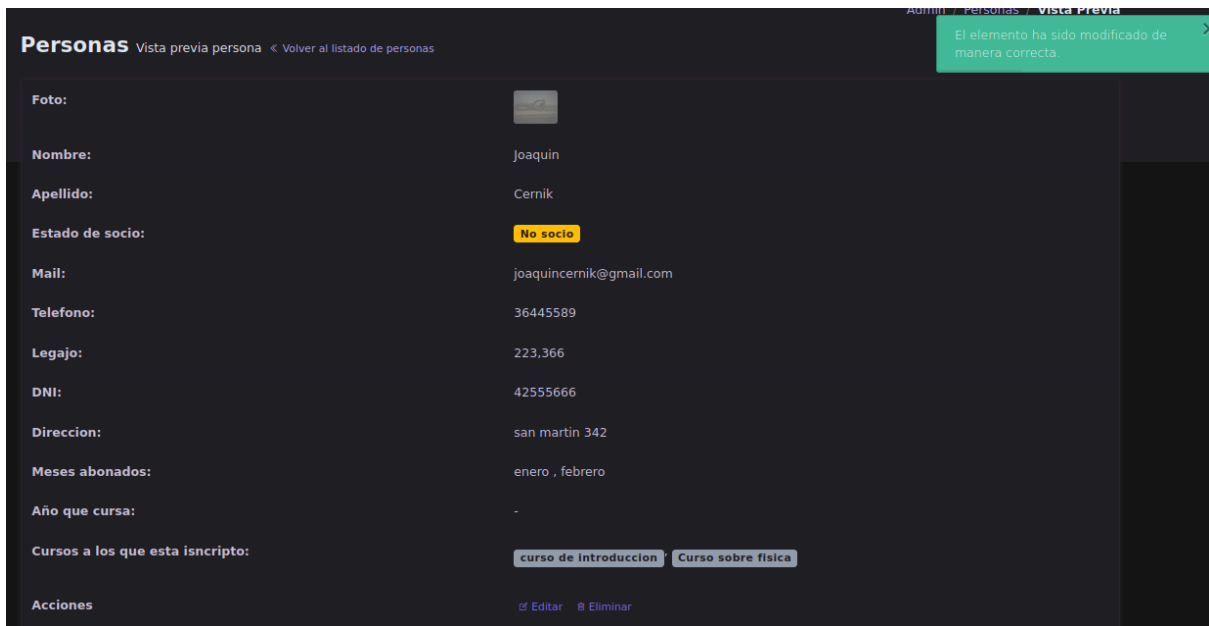 Admin / Personas / Vista Previa
Personas Vista previa persona « Volver al listado de personas
El elemento ha sido modificado de
manera correcta.
Foto:
Nombre: Joaquin
Apellido: Cernik
Estado de socio: No socio
Mail: joaquincernik@gmail.com
Telefono: 36445589
Legajo: 223,366
DNI: 42555666
Direccion: san martin 342
Meses abonados: enero , febrero
Año que cursa: -
Cursos a los que esta isncripto: curso de introduccion, Curso sobre fisica
Acciones Editar Eliminar